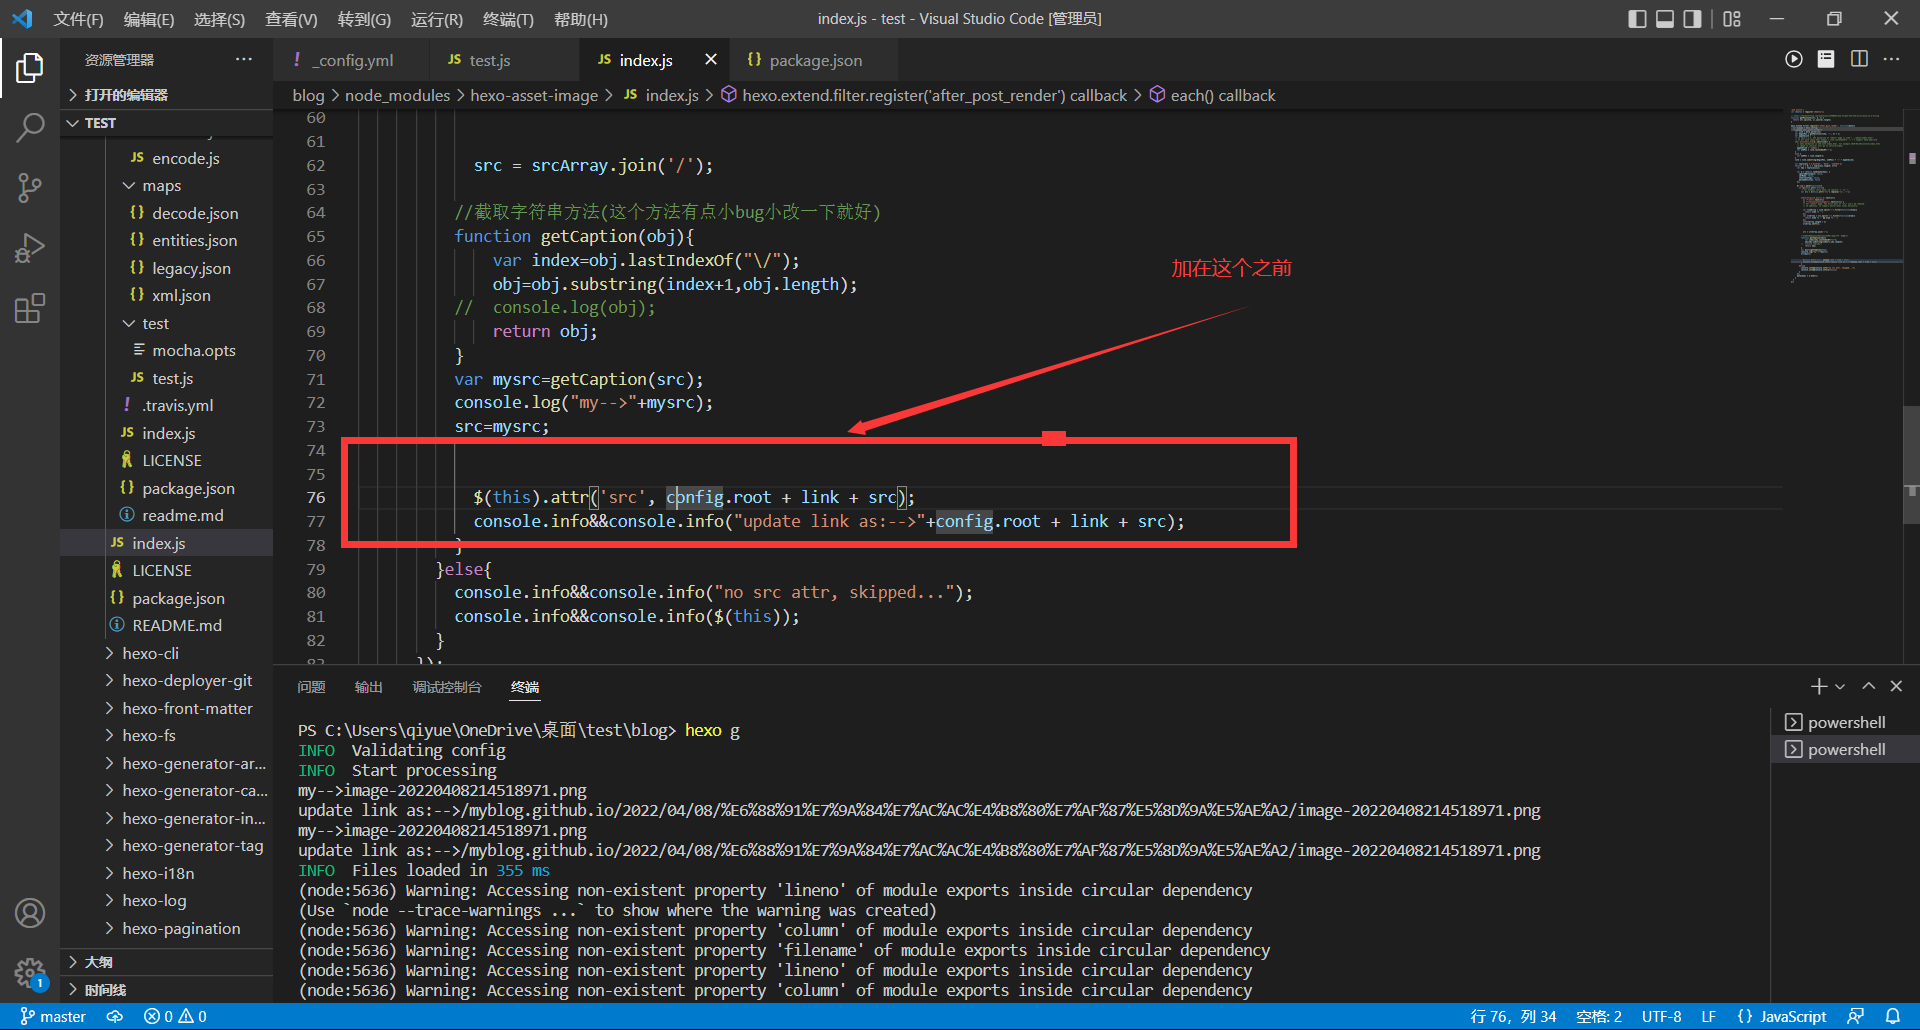 文件(F) 编辑(E) 选择(S) 查看(V) 转到(G) 运行(R) 终端(T) 帮助(H) index.js - test - Visual Studio Code [管理员]
资源管理器 ···
! _config.yml JS test.js JS index.js {} package.json
打开的编辑器
blog > node_modules > hexo-asset-image > JS index.js > hexo.extend.filter.register('after_post_render') callback > each() callback
TEST
JS encode.js
maps
{} decode.json
{} entities.json
{} legacy.json
{} xml.json
test
mocha.opts
JS test.js
! .travis.yml
JS index.js
LICENSE
{} package.json
readme.md
JS index.js
LICENSE
{} package.json
README.md
hexo-cli
hexo-deployer-git
hexo-front-matter
hexo-fs
hexo-generator-ar...
hexo-generator-ca...
hexo-generator-in...
hexo-generator-tag
hexo-i18n
hexo-log
hexo-pagination
大纲
时间线
60
61
62 src = srcArray.join('/');
63
64 //截取字符串方法(这个方法有点小bug小改一下就好)
65 function getCaption(obj){
66 var index=obj.lastIndexOf("\/");
67 obj=obj.substring(index+1,obj.length);
68 // console.log(obj);
69 return obj;
70 }
71 var mysrc=getCaption(src);
72 console.log("my-->"+mysrc);
73 src=mysrc;
74
75
76 $(this).attr('src', config.root + link + src);
77 console.info&&console.info("update link as:-->"+config.root + link + src);
78 }
79 }else{
80 console.info&&console.info("no src attr, skipped...");
81 console.info&&console.info($(this));
82 }
83 });
加在这个之前
问题 输出 调试控制台 终端
PS C:\Users\qiyue\OneDrive\桌面\test\blog> hexo g
INFO Validating config
INFO Start processing
my-->image-20220408214518971.png
update link as:-->/myblog.github.io/2022/04/08/%E6%88%91%E7%9A%84%E7%AC%AC%E4%B8%80%E7%AF%87%E5%8D%9A%E5%AE%A2/image-20220408214518971.png
my-->image-20220408214518971.png
update link as:-->/myblog.github.io/2022/04/08/%E6%88%91%E7%9A%84%E7%AC%AC%E4%B8%80%E7%AF%87%E5%8D%9A%E5%AE%A2/image-20220408214518971.png
INFO Files loaded in 355 ms
(node:5636) Warning: Accessing non-existent property 'lineno' of module exports inside circular dependency
(Use `node --trace-warnings ...` to show where the warning was created)
(node:5636) Warning: Accessing non-existent property 'column' of module exports inside circular dependency
(node:5636) Warning: Accessing non-existent property 'filename' of module exports inside circular dependency
(node:5636) Warning: Accessing non-existent property 'lineno' of module exports inside circular dependency
(node:5636) Warning: Accessing non-existent property 'column' of module exports inside circular dependency
powershell
powershell
1
master 0 0 行 76，列 34 空格: 2 UTF-8 LF {} JavaScript